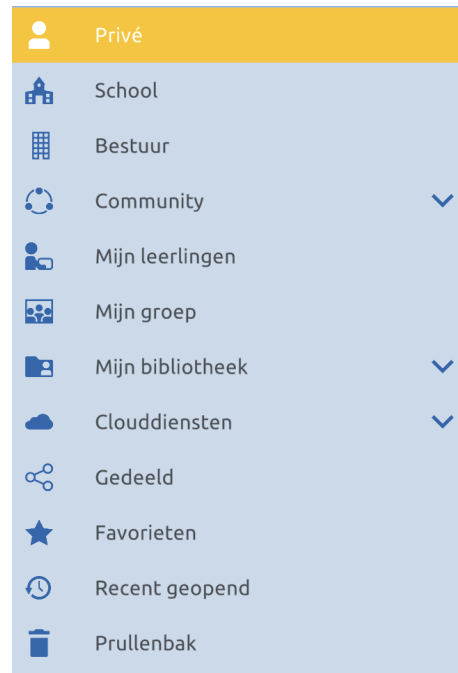 Privé
School
Bestuur
Community
Mijn leerlingen
Mijn groep
Mijn bibliotheek
Clouddiensten
Gedeeld
Favorieten
Recent geopend
Prullenbak